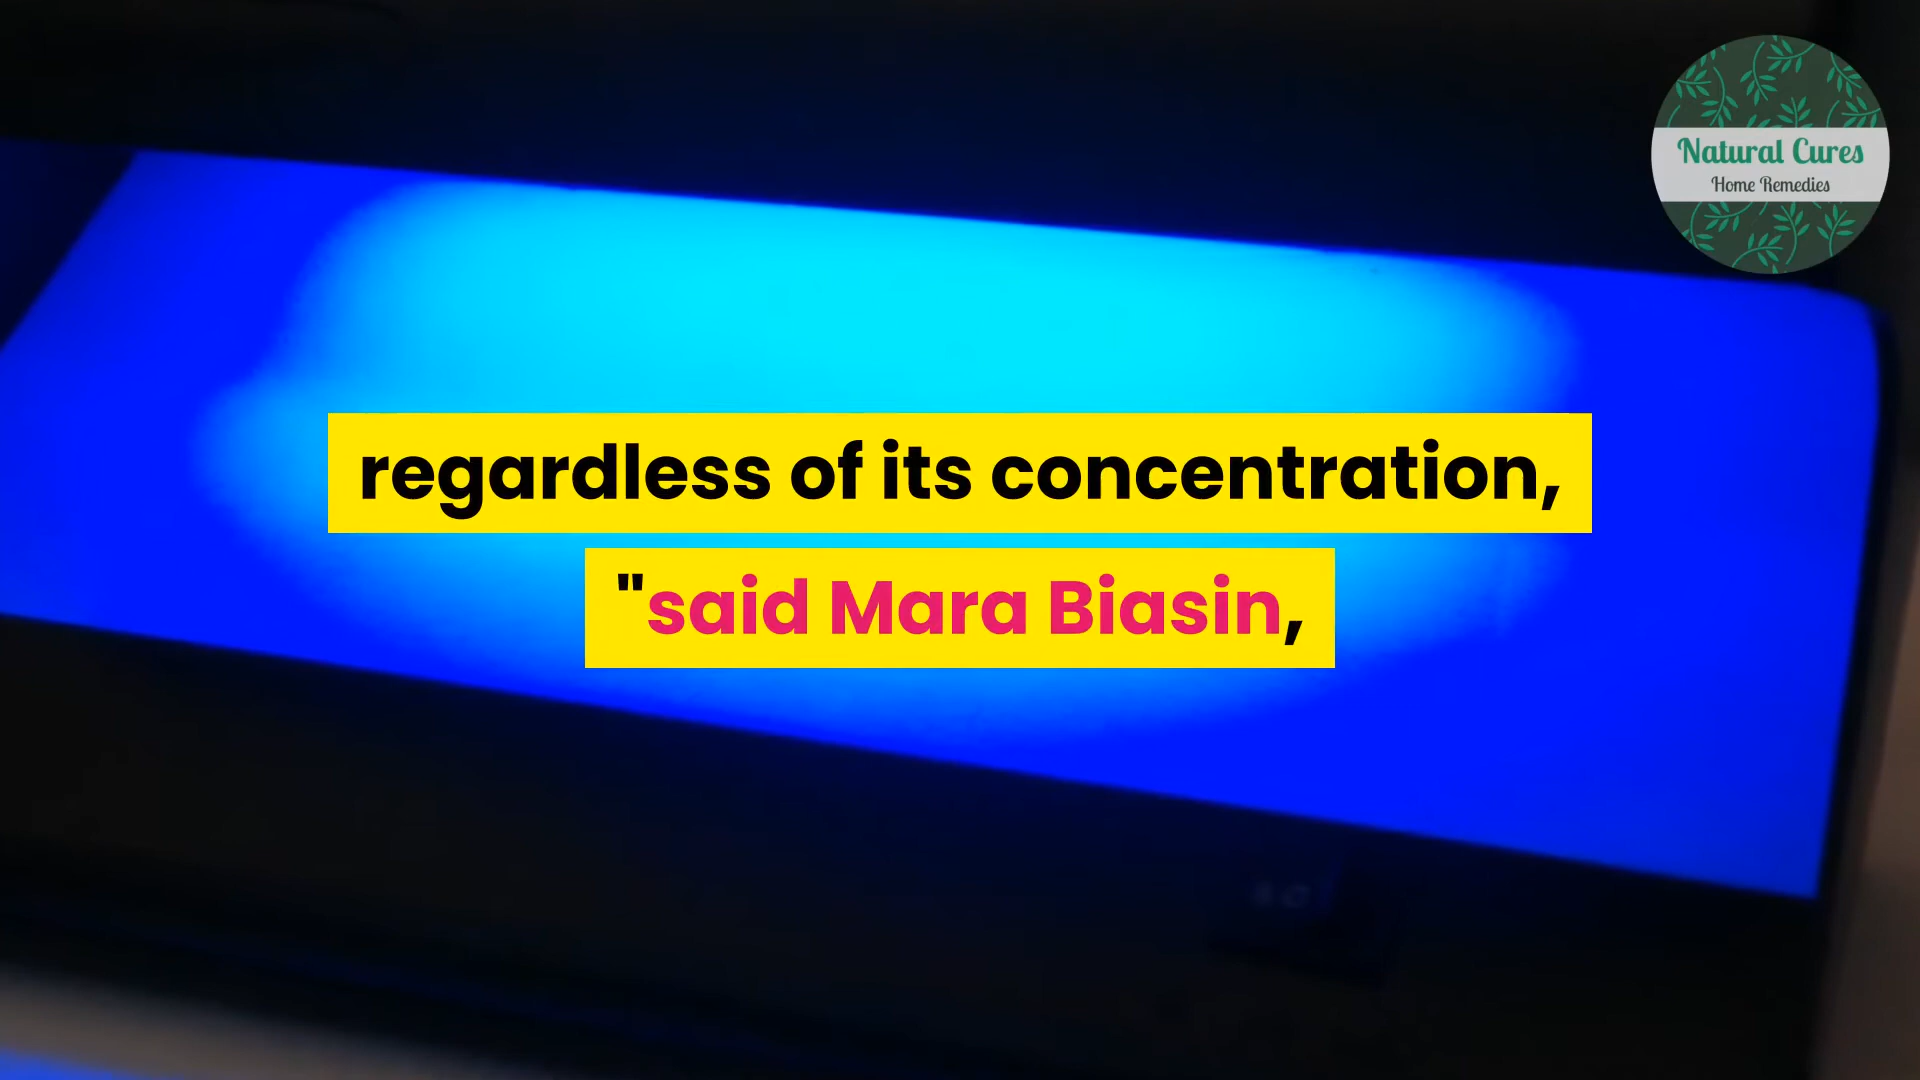 Natural Cures
Home Remedies
regardless of its concentration,
"said Mara Biasin,